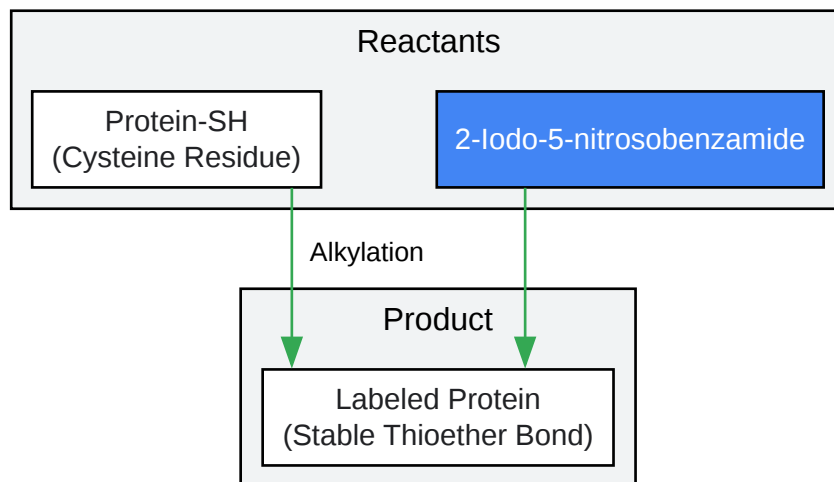 Reactants
Protein-SH
(Cysteine Residue)
2-Iodo-5-nitrosobenzamide
Alkylation
Product
Labeled Protein
(Stable Thioether Bond)